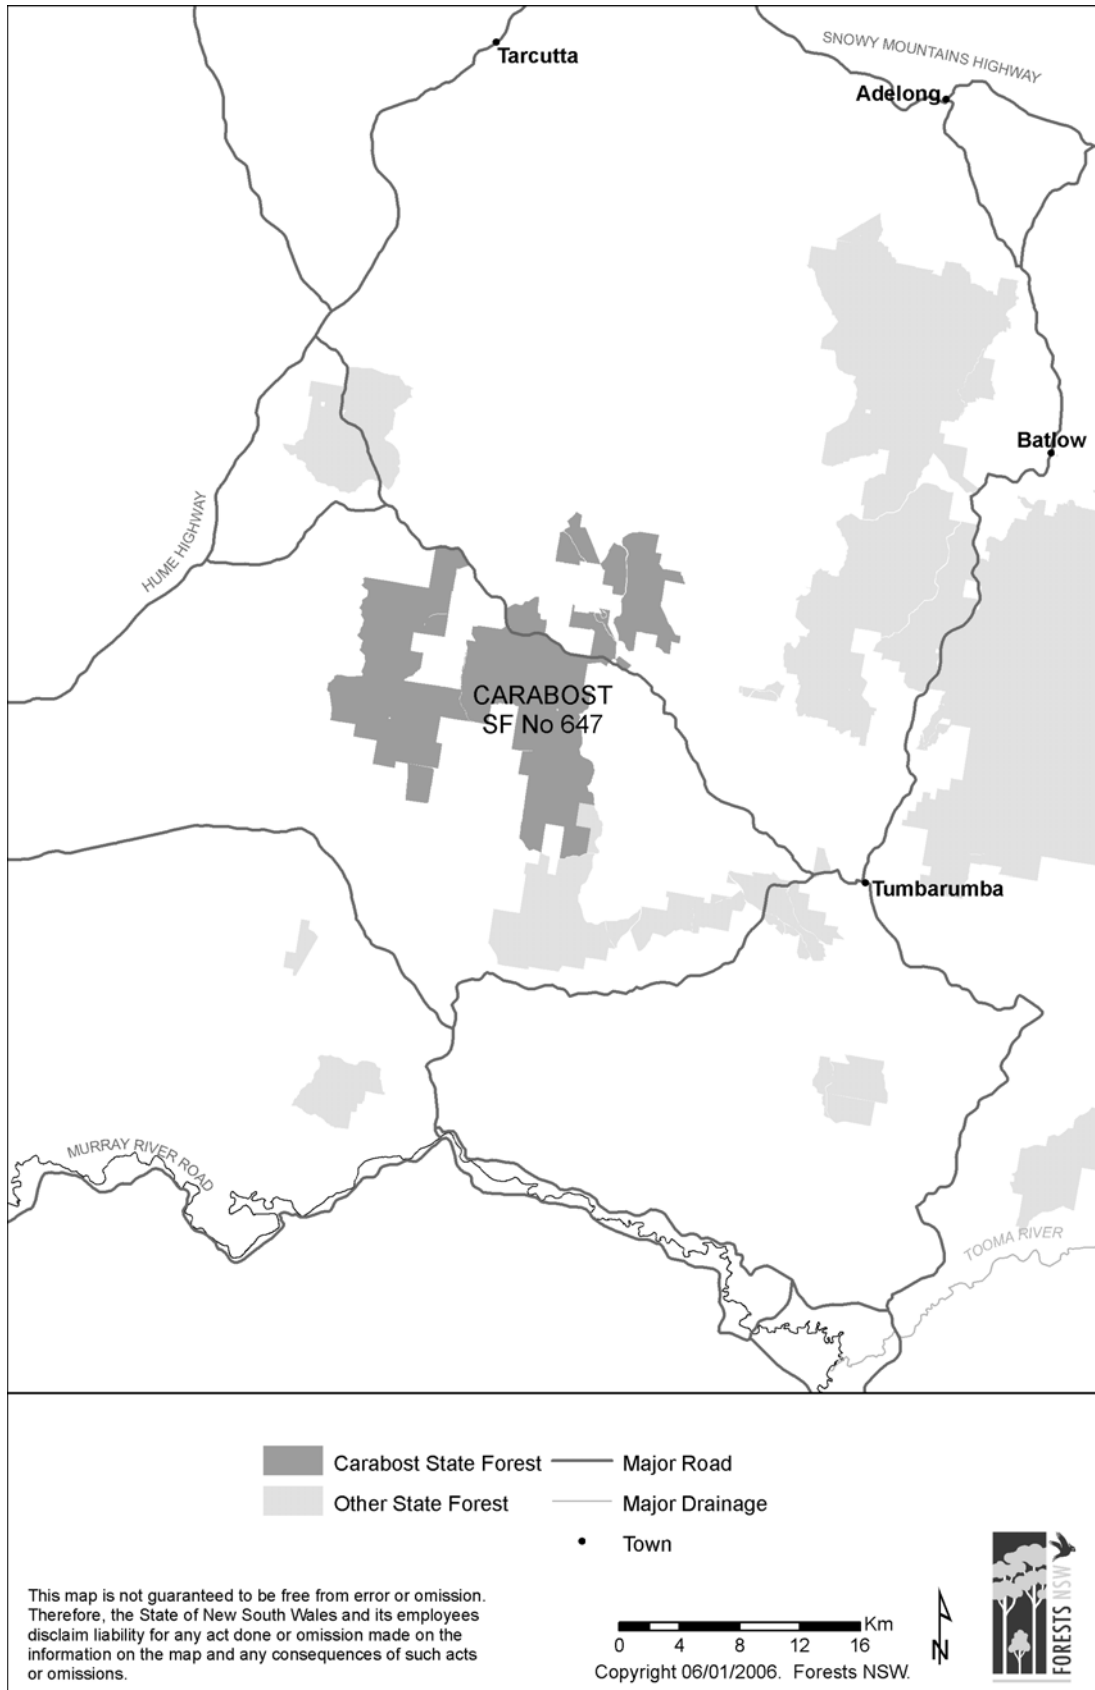 Tarcutta
SNOWY MOUNTAINS HIGHWAY
Adelong
Batlow
HUME HIGHWAY
CARABOST
SF No 647
Tumbarumba
MURRAY RIVER ROAD
TOOMA RIVER
Carabost State Forest
Major Road
Other State Forest
Major Drainage
Town
This map is not guaranteed to be free from error or omission.
Therefore, the State of New South Wales and its employees
disclaim liability for any act done or omission made on the
information on the map and any consequences of such acts
or omissions.
Km
0 4 8 12 16
Copyright 06/01/2006. Forests NSW.
N
FORESTS NSW